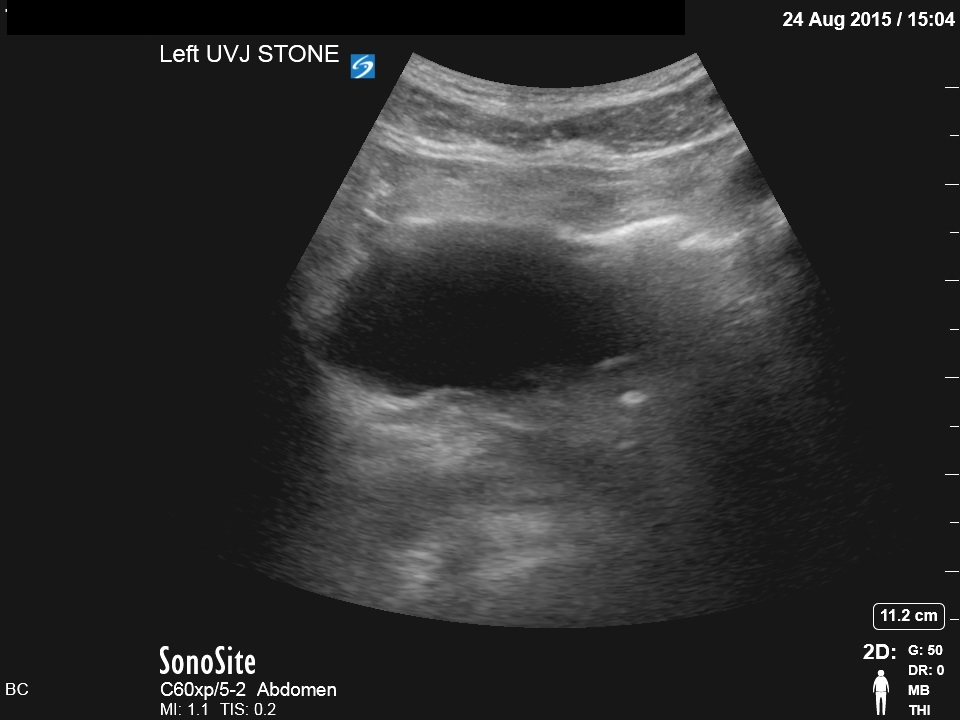 24 Aug 2015 / 15:04
Left UVJ STONE
11.2 cm
SonoSite
2D: G: 50
C60xp/5-2 Abdomen
DR: 0
BC
MB
MI: 1.1 TIS: 0.2
THI